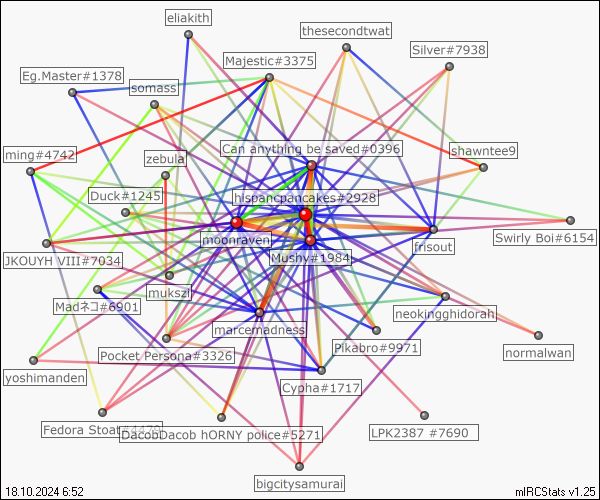 eliakith
thesecondtwat
Silver#7938
Majestic#3375
Eg.Master#1378
somass
Can anything be saved#0396
shawntee9
ming#4742
zebula
Duck#1245
hispancpancakes#2928
Swirly Boi#6154
moonraven
frisout
JKOUYH VIII#7034
Mushy#1984
mukszi
Madネコ#6901
neokingghidorah
marcemadness
Pikabro#9971
normalwan
Pocket Persona#3326
yoshimanden
Cypha#1717
Fedora Stoat#4479
DacobDacob hORNY police#5271
LPK2387 #7690
bigcitysamurai
18.10.2024 6:52
mIRCStats v1.25